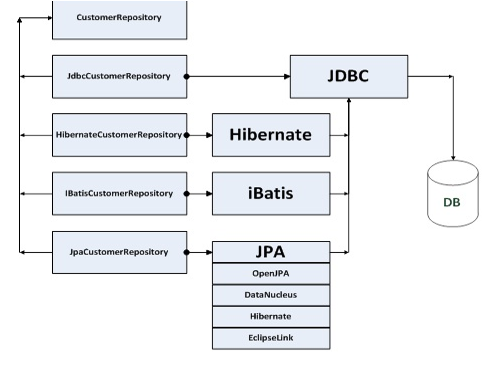 CustomerRepository
JdbcCustomerRepository
JDBC
HibernateCustomerRepository
Hibernate
IBatisCustomerRepository
iBatis
DB
JpaCustomerRepository
JPA
OpenJPA
DataNucleus
Hibernate
EclipseLink